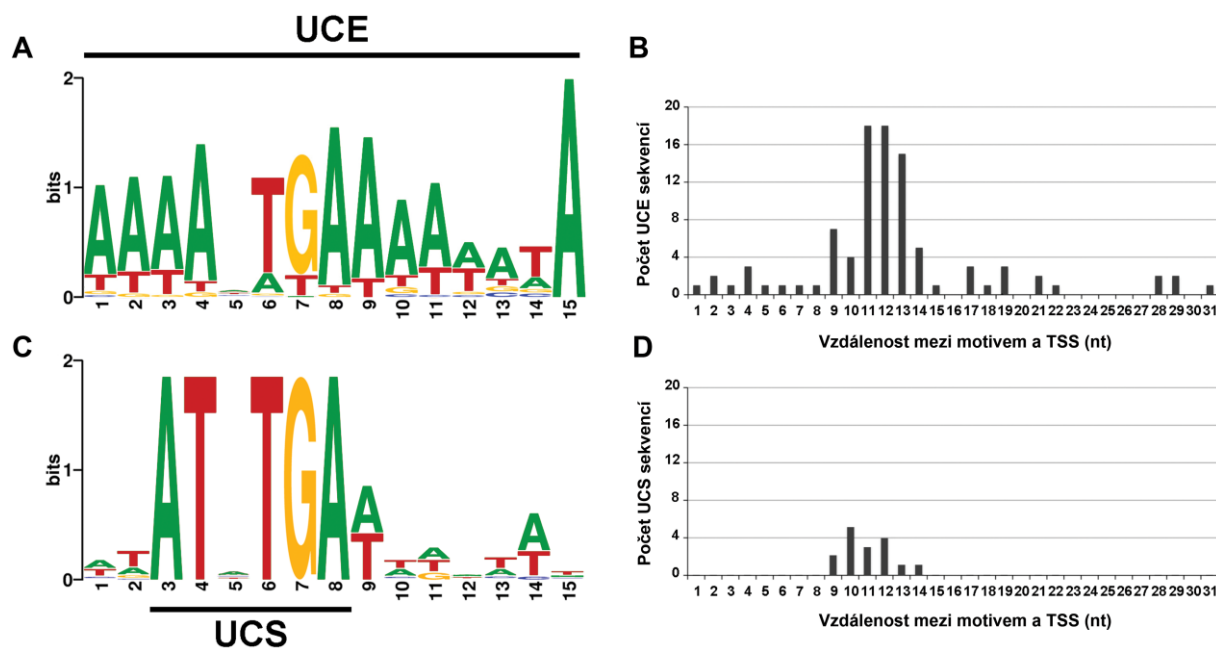 UCE
A
2
bits
1
0
AAAATGAAAAAATA
1 2 3 4 5 6 7 8 9 10 11 12 13 14 15
B
Počet UCE sekvencí
20
16
12
8
4
0
1 2 3 4 5 6 7 8 9 10 11 12 13 14 15 16 17 18 19 20 21 22 23 24 25 26 27 28 29 30 31
Vzdálenost mezi motivem a TSS (nt)
C
2
bits
1
0
ATTGA
1 2 3 4 5 6 7 8 9 10 11 12 13 14 15
UCS
D
Počet UCS sekvencí
20
16
12
8
4
0
1 2 3 4 5 6 7 8 9 10 11 12 13 14 15 16 17 18 19 20 21 22 23 24 25 26 27 28 29 30 31
Vzdálenost mezi motivem a TSS (nt)